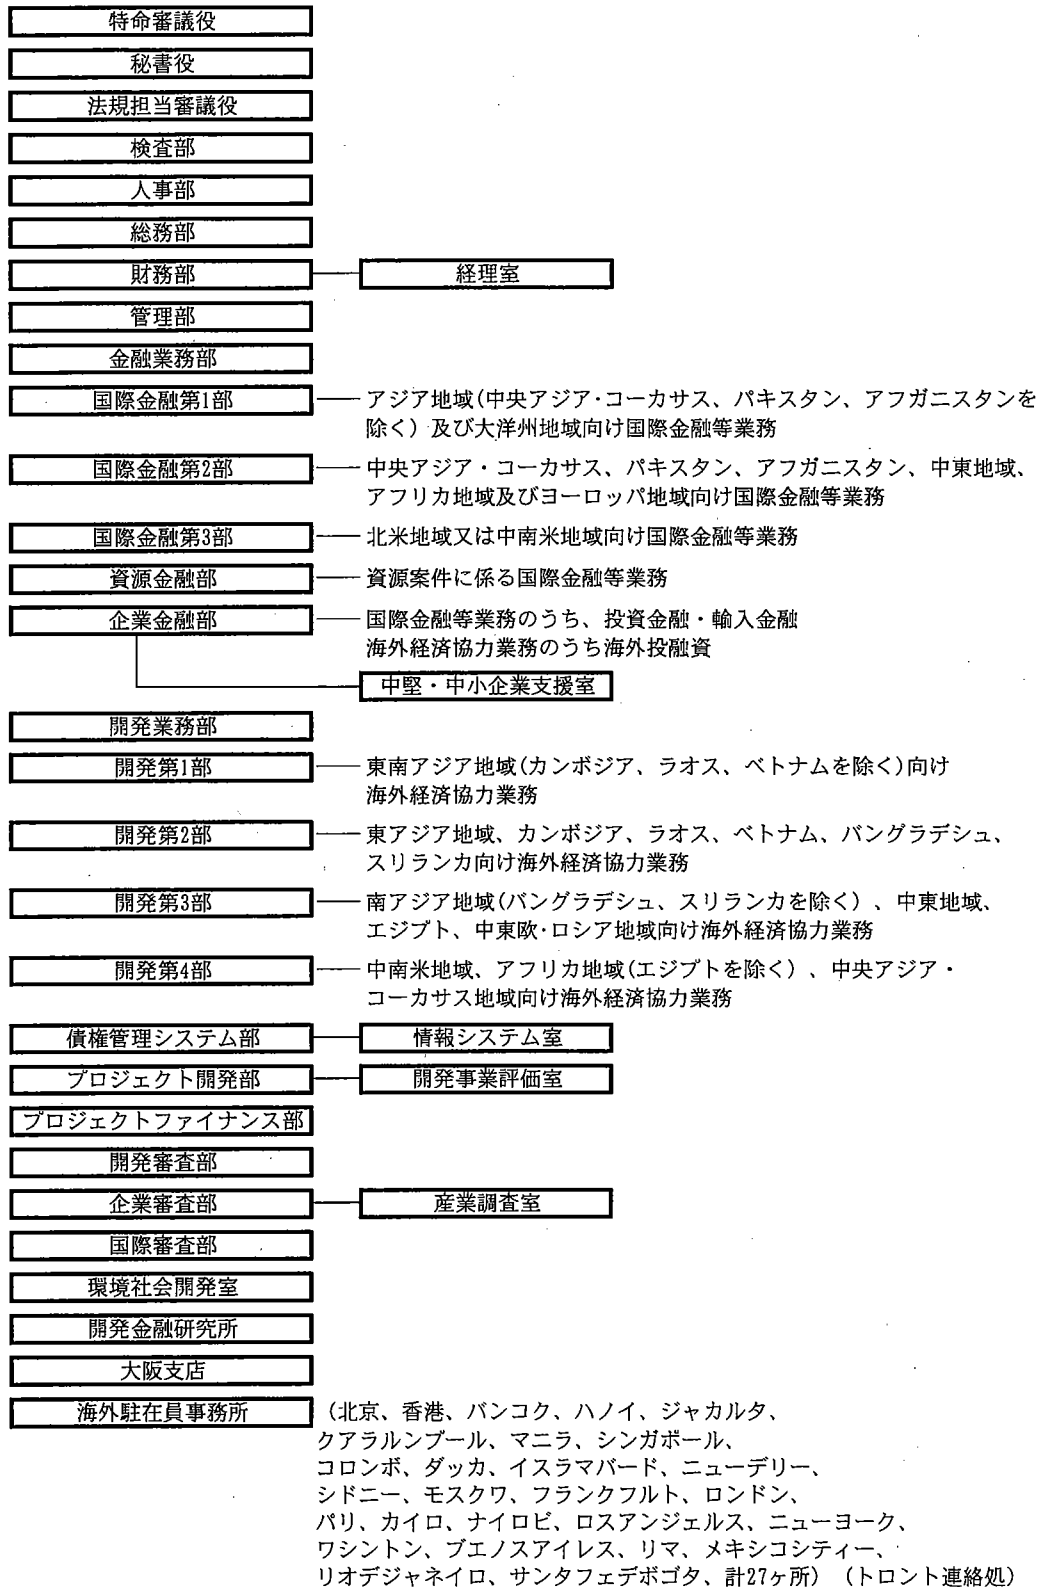 特命審議役
秘書役
法規担当審議役
検査部
人事部
総務部
財務部 経理室
管理部
金融業務部
国際金融第1部 アジア地域(中央アジア･コーカサス、パキスタン、アフガニスタンを
除く）及び大洋州地域向け国際金融等業務
国際金融第2部 中央アジア・コーカサス、パキスタン、アフガニスタン、中東地域、
アフリカ地域及びヨーロッパ地域向け国際金融等業務
国際金融第3部 北米地域又は中南米地域向け国際金融等業務
資源金融部 資源案件に係る国際金融等業務
企業金融部 国際金融等業務のうち、投資金融・輸入金融
海外経済協力業務のうち海外投融資
中堅・中小企業支援室
開発業務部
開発第1部 東南アジア地域(カンボジア、ラオス、ベトナムを除く)向け
海外経済協力業務
開発第2部 東アジア地域、カンボジア、ラオス、ベトナム、バングラデシュ、
スリランカ向け海外経済協力業務
開発第3部 南アジア地域(バングラデシュ、スリランカを除く）、中東地域、
エジプト、中東欧･ロシア地域向け海外経済協力業務
開発第4部 中南米地域、アフリカ地域(エジプトを除く）、中央アジア・
コーカサス地域向け海外経済協力業務
債権管理システム部 情報システム室
プロジェクト開発部 開発事業評価室
プロジェクトファイナンス部
開発審査部
企業審査部 産業調査室
国際審査部
環境社会開発室
開発金融研究所
大阪支店
海外駐在員事務所 （北京、香港、バンコク、ハノイ、ジャカルタ、
クアラルンプール、マニラ、シンガポール、
コロンボ、ダッカ、イスラマバード、ニューデリー、
シドニー、モスクワ、フランクフルト、ロンドン、
パリ、カイロ、ナイロビ、ロスアンジェルス、ニューヨーク、
ワシントン、ブエノスアイレス、リマ、メキシコシティー、
リオデジャネイロ、サンタフェデボゴタ、計27ヶ所）（トロント連絡処）